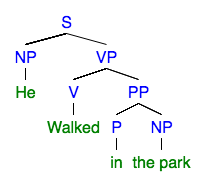 S
NP VP
He V PP
Walked P NP
in the park